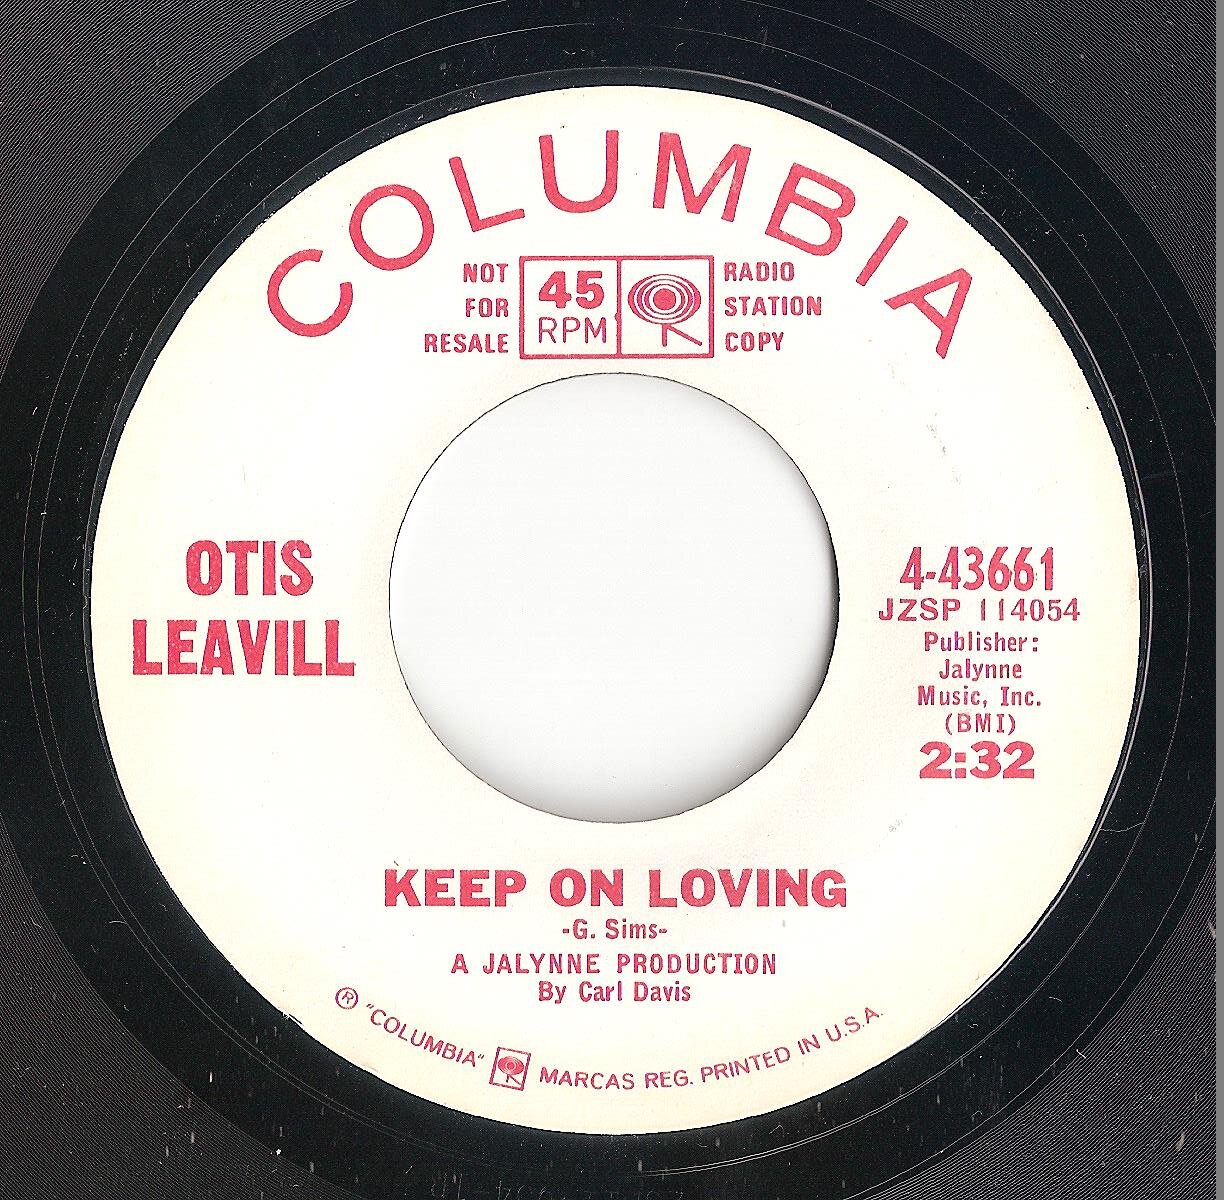 COLUMBIA
NOT
FOR
RESALE
45
RPM
RADIO
STATION
COPY
OTIS
LEAVILL
4-43661
JZSP 114054
Publisher:
Jalynne
Music, Inc.
(BMI)
2:32
KEEP ON LOVING
-G. Sims-
A JALYNNE PRODUCTION
By Carl Davis
® "COLUMBIA" MARCAS REG. PRINTED IN U.S.A.